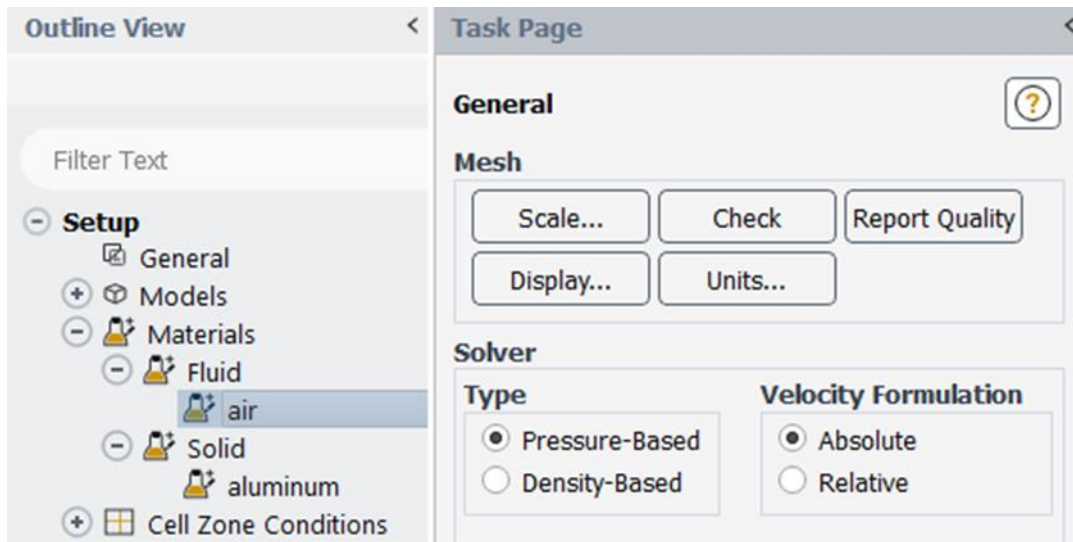 Outline View
Filter Text
Setup
General
Models
Materials
Fluid
air
Solid
aluminum
Cell Zone Conditions
Task Page
General
?
Mesh
Scale...
Check
Report Quality
Display...
Units...
Solver
Type
Velocity Formulation
Pressure-Based
Absolute
Density-Based
Relative